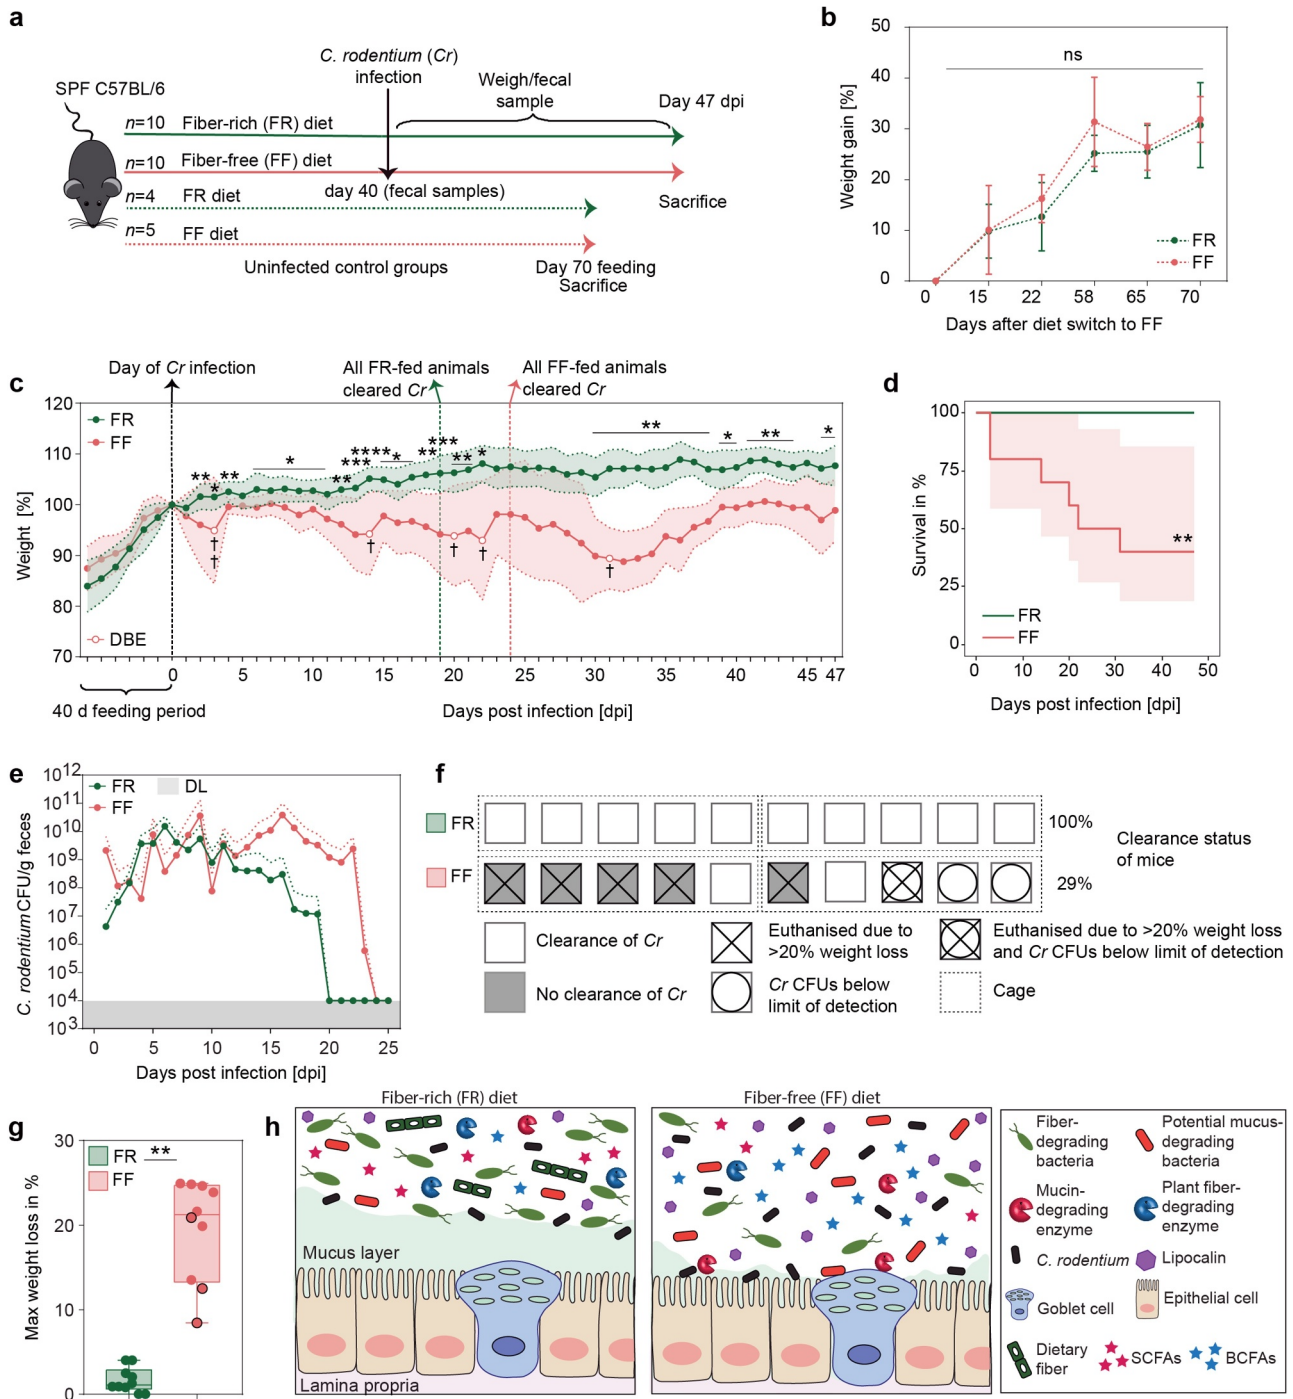 a
C. rodentium (Cr)
infection
SPF C57BL/6
Weigh/fecal
sample
Day 47 dpi
n=10 Fiber-rich (FR) diet
n=10 Fiber-free (FF) diet
day 40 (fecal samples)
n=4 FR diet
Sacrifice
n=5 FF diet
Uninfected control groups
Day 70 feeding
Sacrifice
b
50
40
30
20
10
0
Weight gain [%]
ns
FR
FF
0 15 22 58 65 70
Days after diet switch to FF
c
Day of Cr infection
All FR-fed animals
cleared Cr
All FF-fed animals
cleared Cr
120
110
100
90
80
70
Weight [%]
FR
FF
** * ** * ** *** **** * ** *** ** * ** * ** *
† † † † † †
DBE
0 5 10 15 20 25 30 35 40 45 47
40 d feeding period
Days post infection [dpi]
d
100
75
50
25
0
Survival in %
**
FR
FF
0 10 20 30 40 50
Days post infection [dpi]
e
10^12
10^11
10^10
10^9
10^8
10^7
10^6
10^5
10^4
10^3
C. rodentium CFU/g feces
FR DL
FF
0 5 10 15 20 25
Days post infection [dpi]
f
FR 100%
FF 29%
Clearance status
of mice
Clearance of Cr
Euthanised due to
>20% weight loss
Euthanised due to >20% weight loss
and Cr CFUs below limit of detection
No clearance of Cr
Cr CFUs below
limit of detection
Cage
g
30
20
10
0
Max weight loss in %
FR
FF
**
h
Fiber-rich (FR) diet
Fiber-free (FF) diet
Mucus layer
Lamina propria
Fiber-
degrading
bacteria
Potential mucus-
degrading
bacteria
Mucin-
degrading
enzyme
Plant fiber-
degrading
enzyme
C. rodentium
Lipocalin
Goblet cell
Epithelial cell
Dietary
fiber
SCFAs
BCFAs